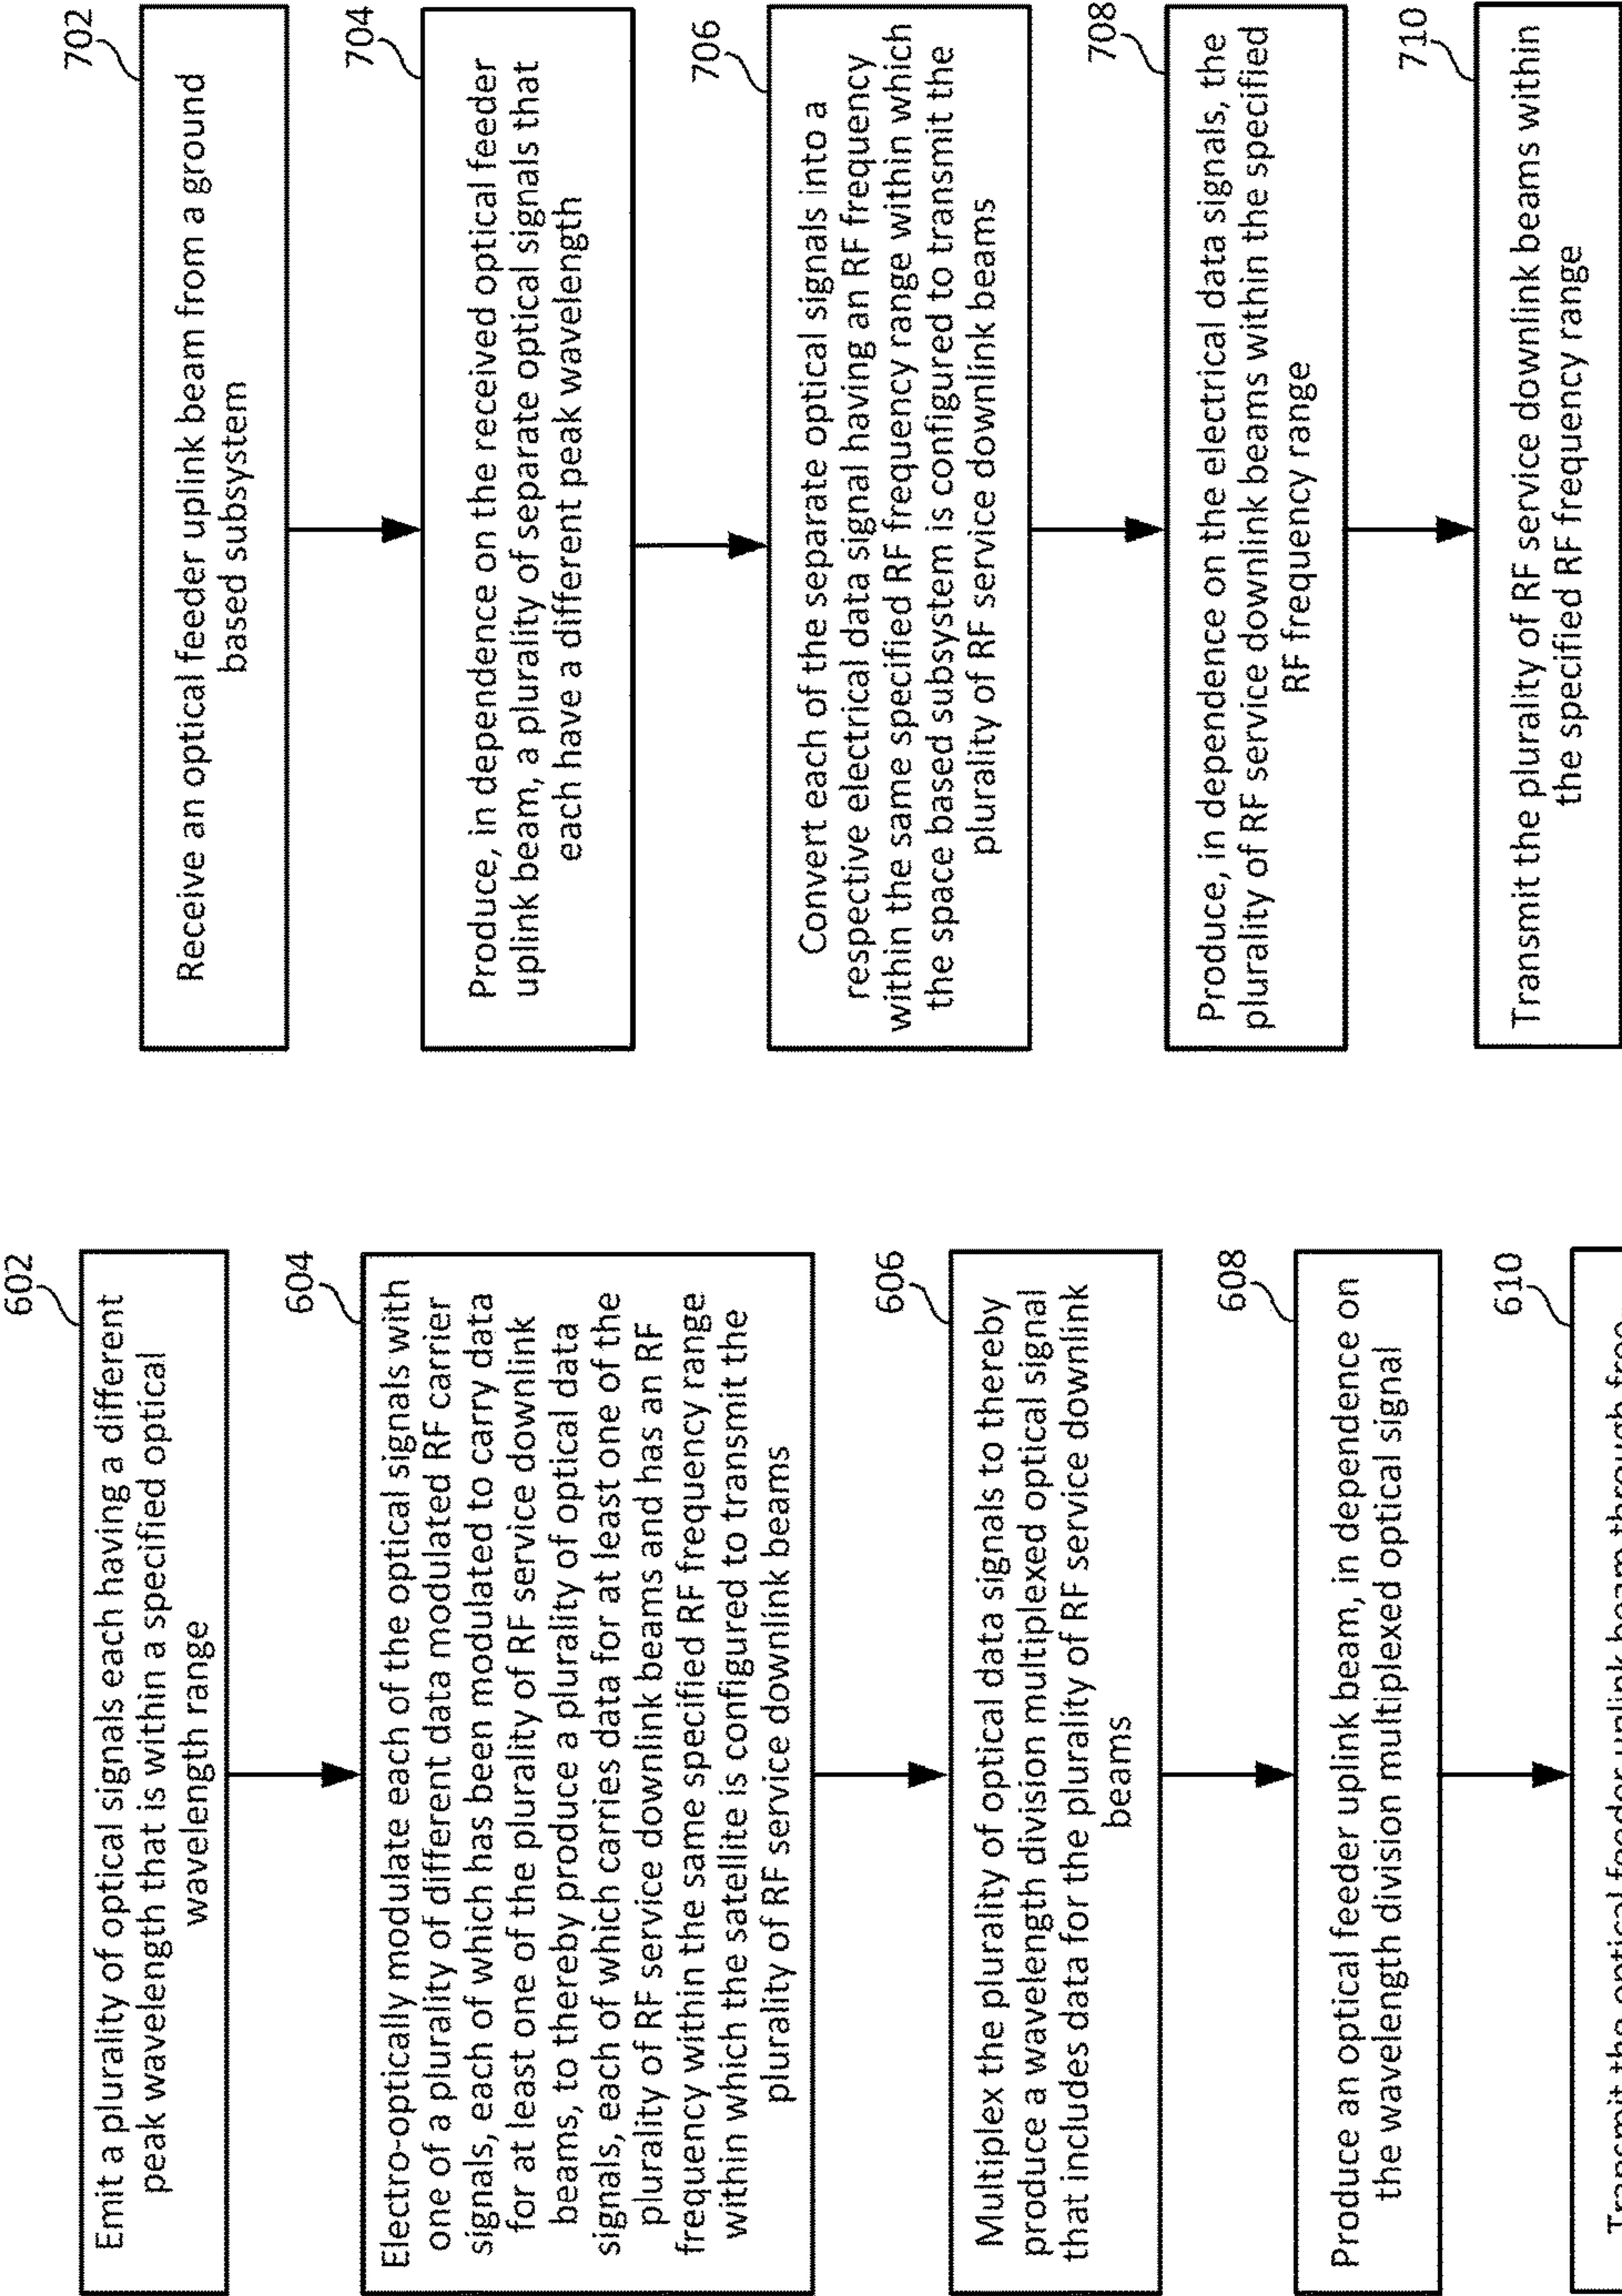 602
Emit a plurality of optical signals each having a different
peak wavelength that is within a specified optical
wavelength range
604
Electro-optically modulate each of the optical signals with
one of a plurality of different data modulated RF carrier
signals, each of which has been modulated to carry data
for at least one of the plurality of RF service downlink
beams, to thereby produce a plurality of optical data
signals, each of which carries data for at least one of the
plurality of RF service downlink beams and has an RF
frequency within the same specified RF frequency range
within which the satellite is configured to transmit the
plurality of RF service downlink beams
606
Multiplex the plurality of optical data signals to thereby
produce a wavelength division multiplexed optical signal
that includes data for the plurality of RF service downlink
beams
608
Produce an optical feeder uplink beam, in dependence on
the wavelength division multiplexed optical signal
610
Transmit the optical feeder uplink beam through free
702
Receive an optical feeder uplink beam from a ground
based subsystem
704
Produce, in dependence on the received optical feeder
uplink beam, a plurality of separate optical signals that
each have a different peak wavelength
706
Convert each of the separate optical signals into a
respective electrical data signal having an RF frequency
within the same specified RF frequency range within which
the space based subsystem is configured to transmit the
plurality of RF service downlink beams
708
Produce, in dependence on the electrical data signals, the
plurality of RF service downlink beams within the specified
RF frequency range
710
Transmit the plurality of RF service downlink beams within
the specified RF frequency range